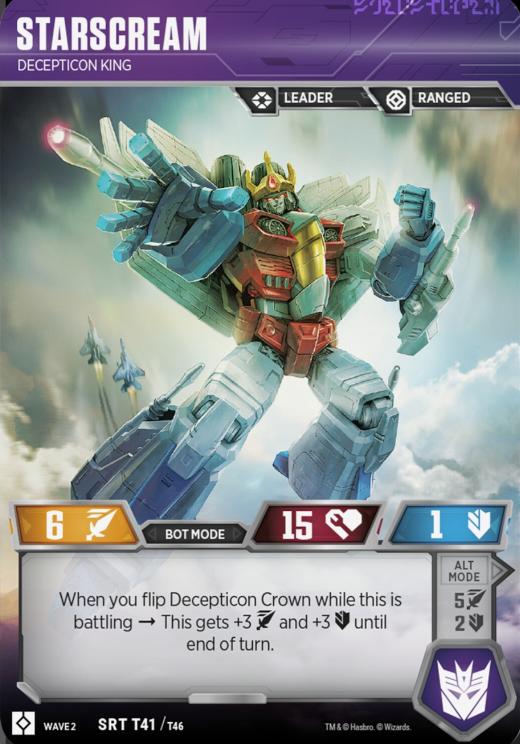 STARSCREAM
DECEPTICON KING
LEADER
RANGED
6
BOT MODE
15
1
When you flip Decepticon Crown while this is
battling → This gets +3 and +3 until
end of turn.
ALT
MODE
5
2
WAVE 2
SRT T41 / T46
TM & © Hasbro. © Wizards.